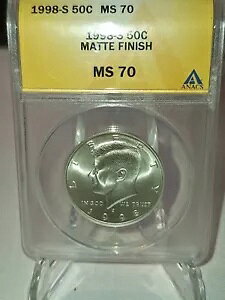 1998-S 50C MS 70
1998-S 50C
MATTE FINISH
MS 70
ANACS
LIBERTY
IN GOD WE TRUST
1998